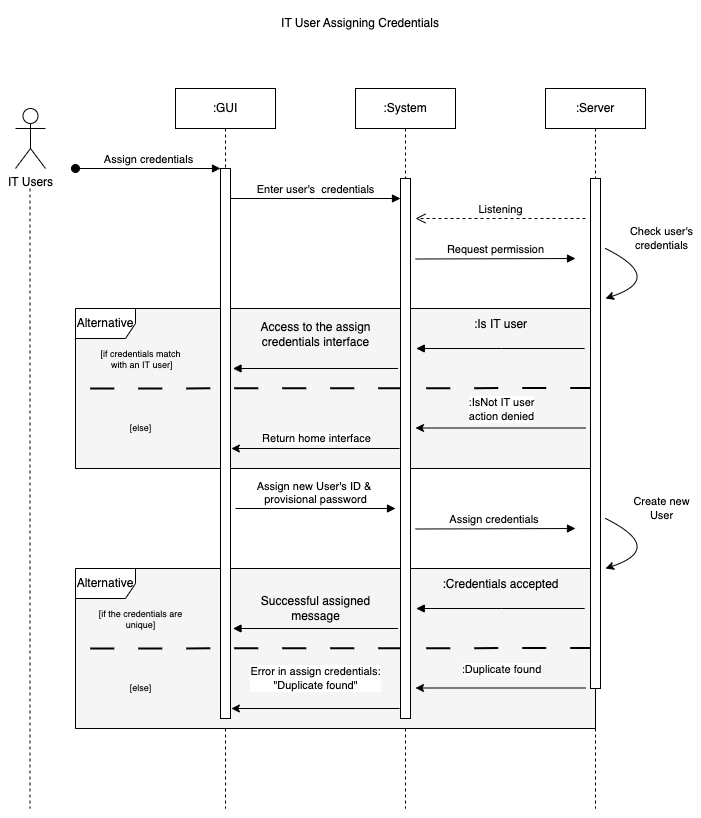 IT User Assigning Credentials
:GUI
:System
:Server
IT Users
Assign credentials
Enter user's credentials
Listening
Request permission
Check user's
credentials
Alternative
[if credentials match
with an IT user]
Access to the assign
credentials interface
:Is IT user
:IsNot IT user
action denied
[else]
Return home interface
Assign new User's ID &
provisional password
Assign credentials
Create new
User
Alternative
[if the credentials are
unique]
Successful assigned
message
:Credentials accepted
:Duplicate found
Error in assign credentials:
"Duplicate found"
[else]